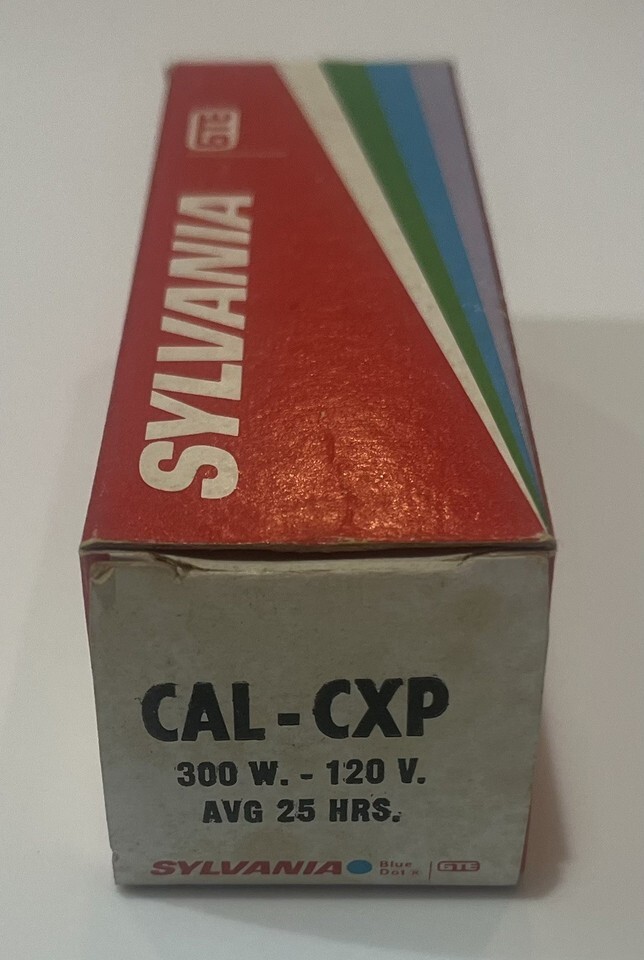 GTE
SYLVANIA
CAL-CXP
300 W. - 120 V.
AVG 25 HRS.
SYLVANIA Blue Dot ® | GTE